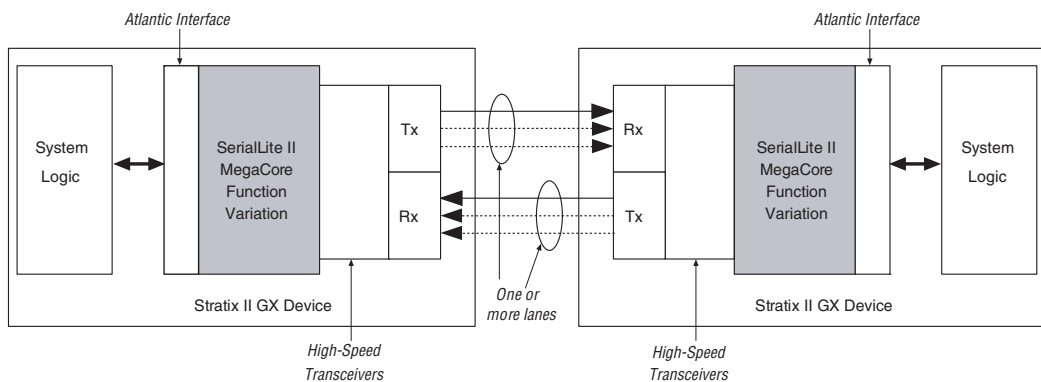 Atlantic Interface
Atlantic Interface
System
Logic
SerialLite II
MegaCore
Function
Variation
Tx
Rx
Rx
Tx
SerialLite II
MegaCore
Function
Variation
System
Logic
Stratix II GX Device
One or
more lanes
Stratix II GX Device
High-Speed
Transceivers
High-Speed
Transceivers